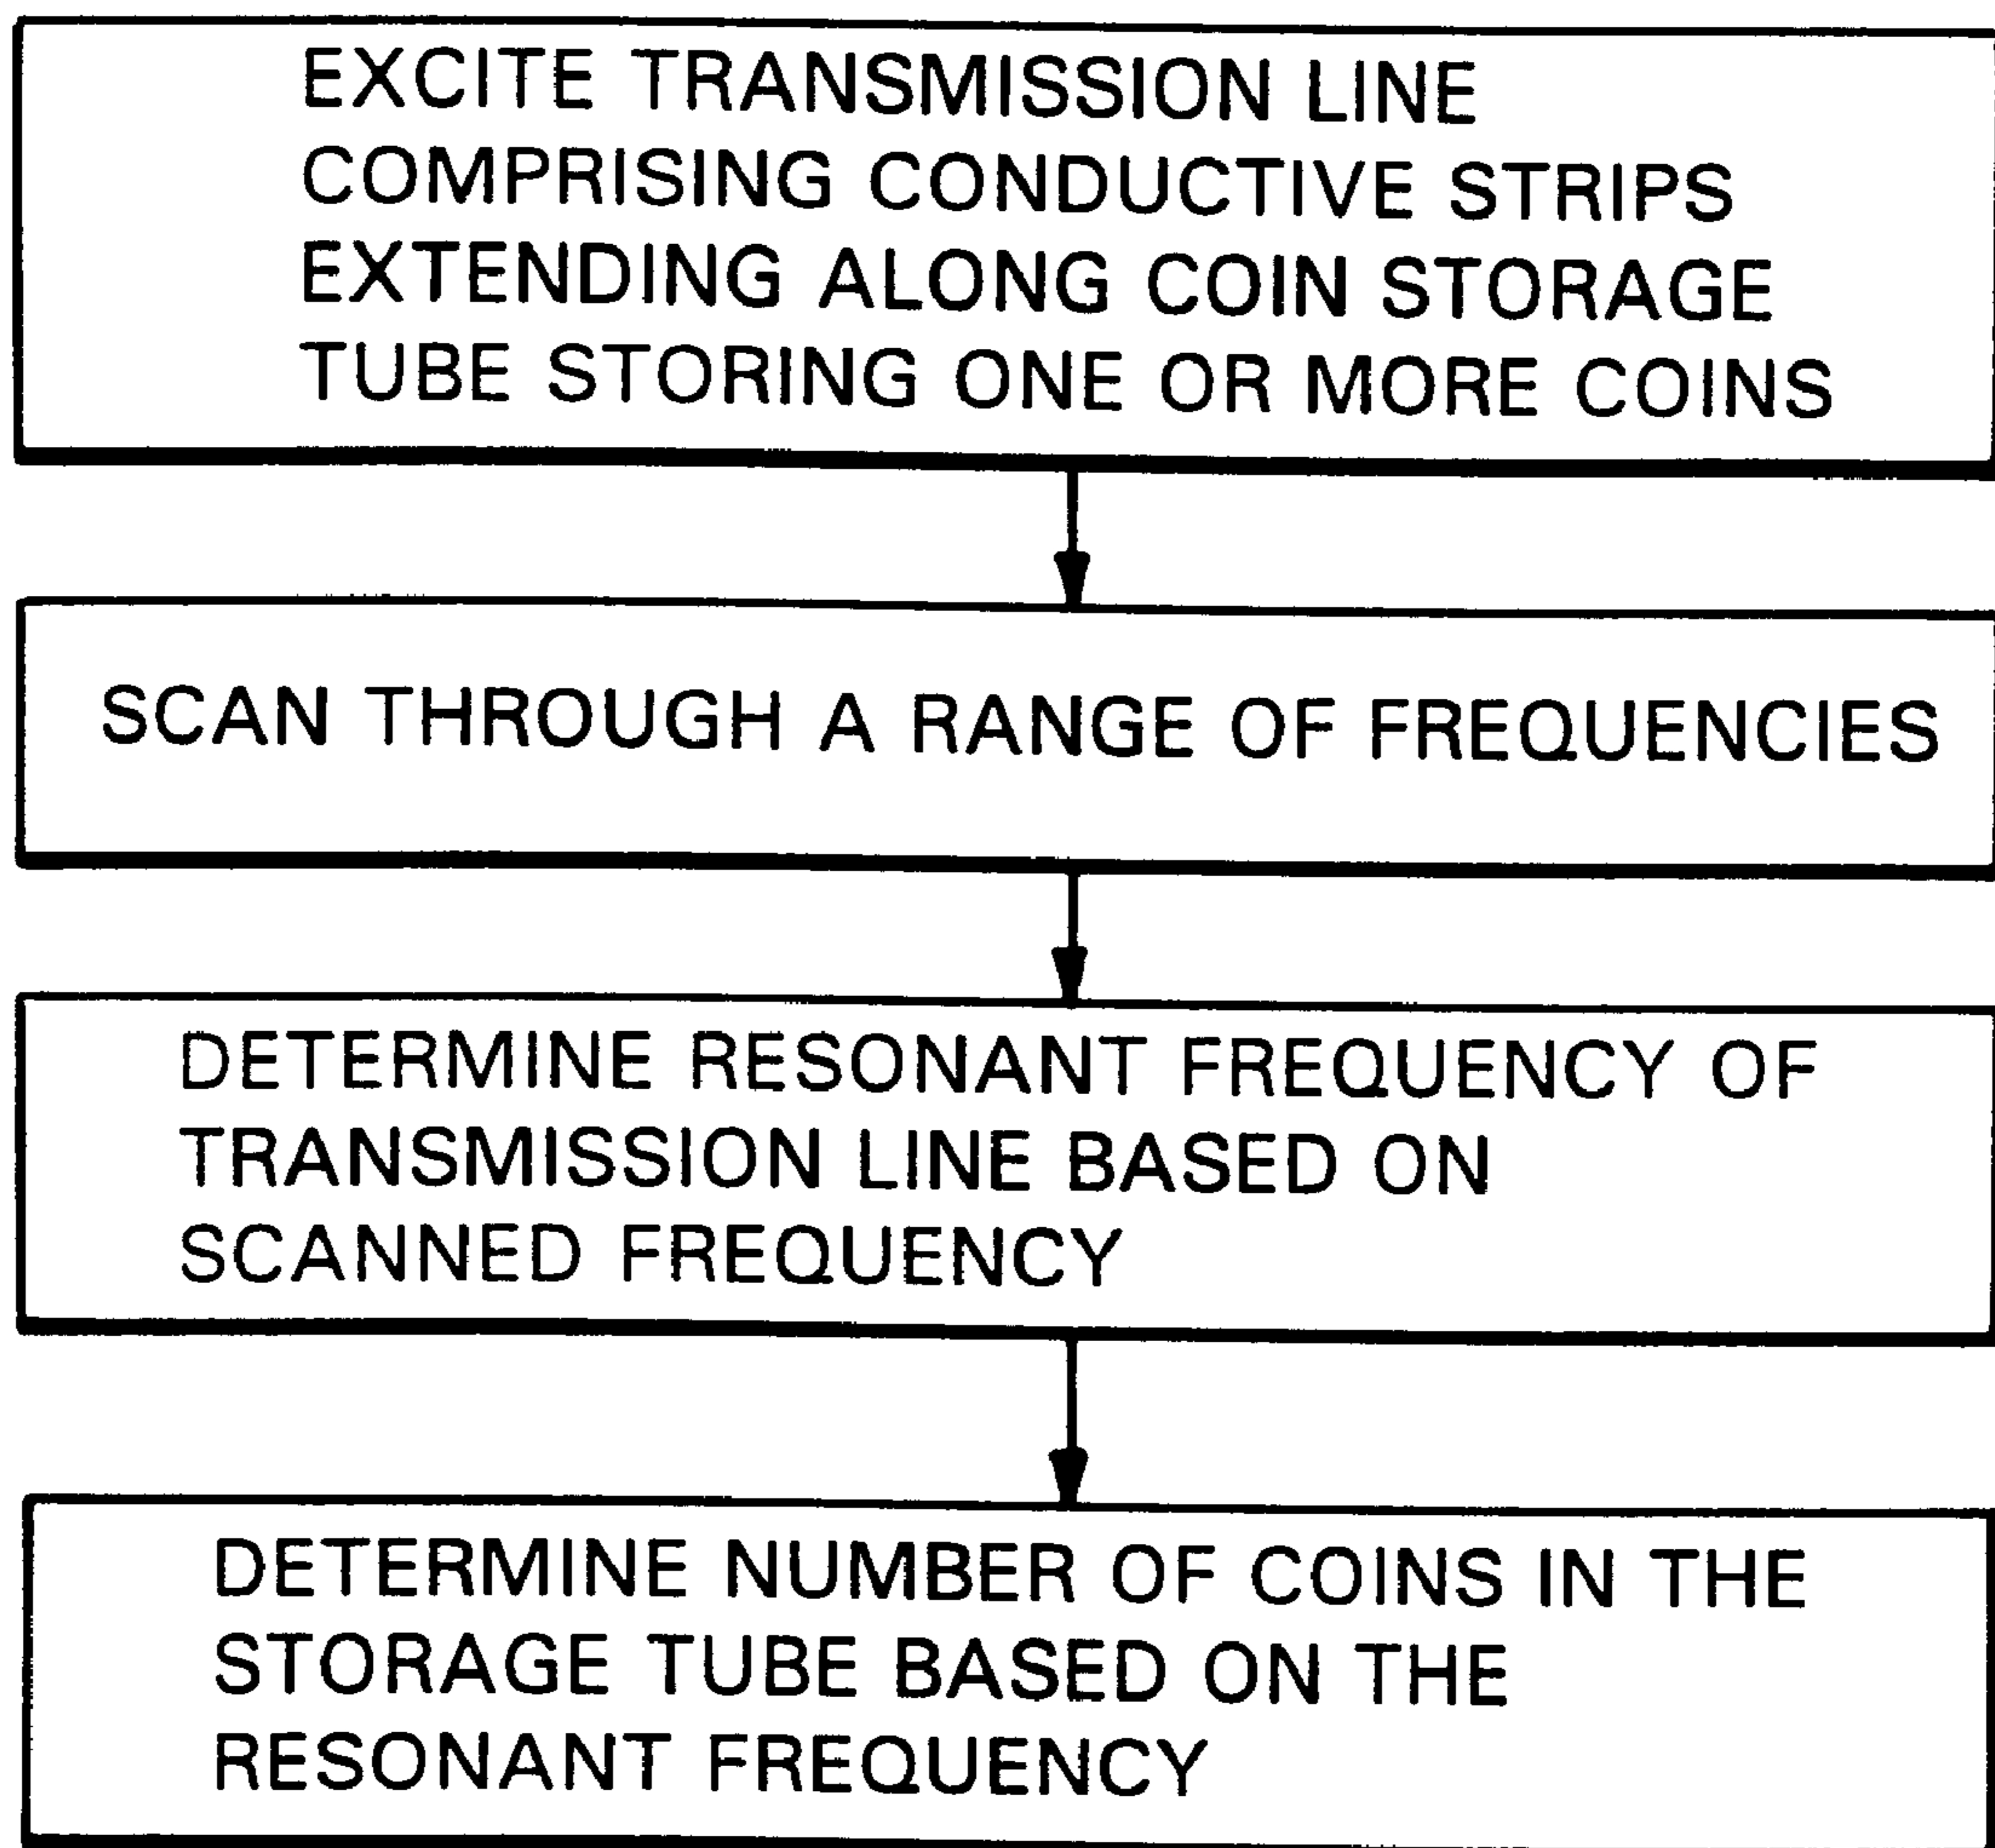 EXCITE TRANSMISSION LINE
COMPRISING CONDUCTIVE STRIPS
EXTENDING ALONG COIN STORAGE
TUBE STORING ONE OR MORE COINS
SCAN THROUGH A RANGE OF FREQUENCIES
DETERMINE RESONANT FREQUENCY OF
TRANSMISSION LINE BASED ON
SCANNED FREQUENCY
DETERMINE NUMBER OF COINS IN THE
STORAGE TUBE BASED ON THE
RESONANT FREQUENCY